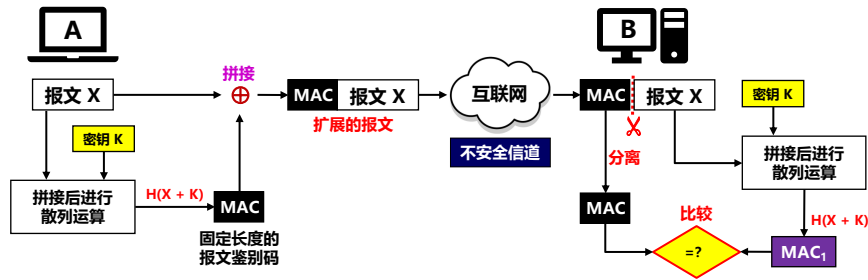 A
B
拼接
报文 X
MAC
报文 X
互联网
MAC
报文 X
密钥 K
扩展的报文
密钥 K
不安全信道
分离
拼接后进行
散列运算
H(X + K)
MAC
拼接后进行
散列运算
固定长度的
报文鉴别码
MAC
比较
=?
H(X + K)
MAC₁